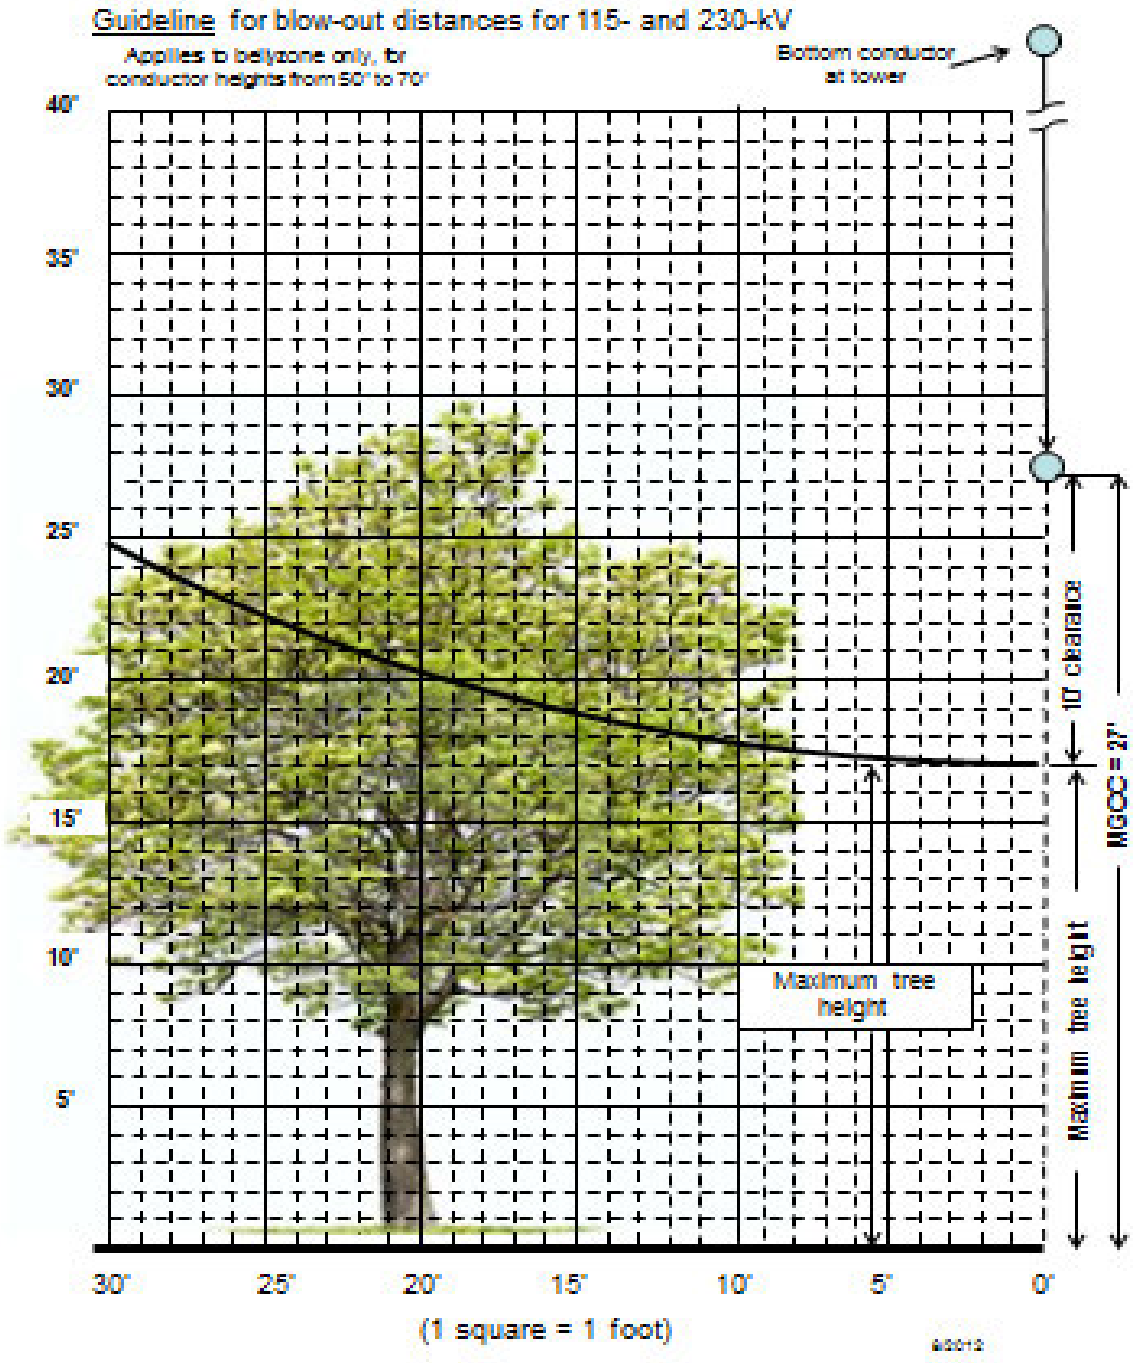 Guideline for blow-out distances for 115- and 230-kV
Applies to bellyzone only, for
conductor heights from 50' to 70'
Bottom conductor
at tower
40'
35'
30'
25'
20'
15'
10'
5'
10' clearance
MGCC = 27'
Maximum tree height
Maximum tree
height
30' 25' 20' 15' 10' 5' 0'
(1 square = 1 foot)
6/2012